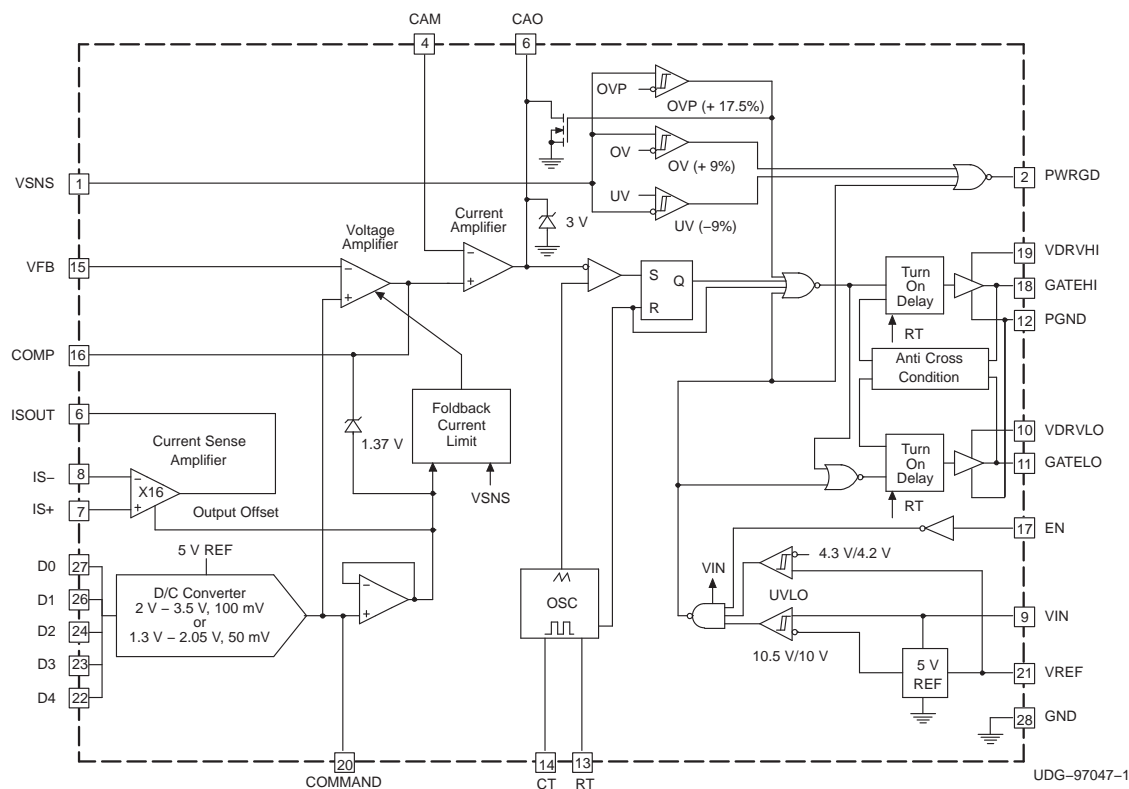 CAM
CAO
4
6
OVP
OVP (+ 17.5%)
OV
OV (+ 9%)
VSNS
1
2
PWRGD
UV
UV (−9%)
3 V
Voltage
Amplifier
Current
Amplifier
VFB
15
−
+
−
+
S
Q
R
Turn
On
Delay
19
VDRVHI
18
GATEHI
12
PGND
RT
COMP
16
Anti Cross
Condition
Foldback
Current
Limit
ISOUT
6
1.37 V
VSNS
Current Sense
Amplifier
IS−
8
−
X16
IS+
7
+
Output Offset
Turn
On
Delay
10
VDRVLO
11
GATELO
RT
17
EN
5 V REF
D0
27
D1
26
D2
24
D3
23
D4
22
D/C Converter
2 V − 3.5 V, 100 mV
or
1.3 V − 2.05 V, 50 mV
−
+
OSC
VIN
4.3 V/4.2 V
UVLO
10.5 V/10 V
9
VIN
5 V
REF
21
VREF
28
GND
20
COMMAND
14
CT
13
RT
UDG−97047−1